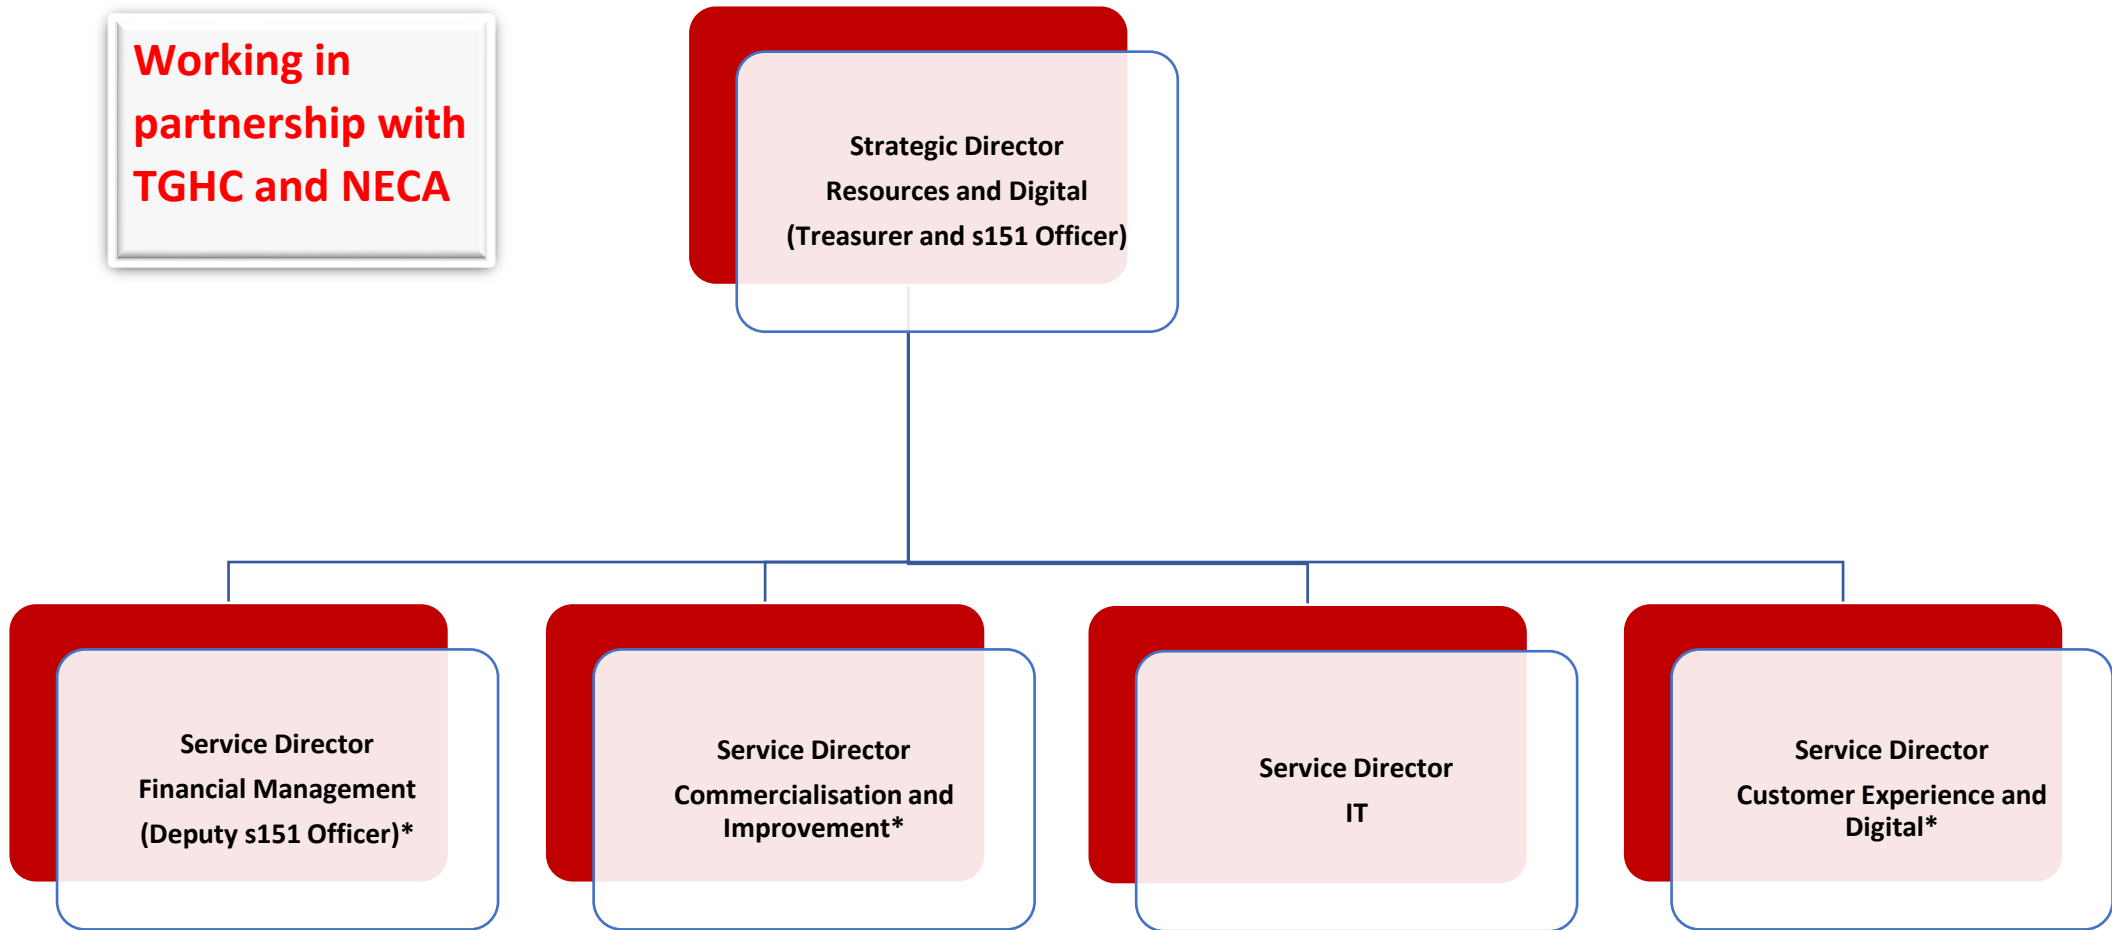 Working in
partnership with
TGHC and NECA
Strategic Director
Resources and Digital
(Treasurer and s151 Officer)
Service Director
Financial Management
(Deputy s151 Officer)*
Service Director
Commercialisation and
Improvement*
Service Director
IT
Service Director
Customer Experience and
Digital*